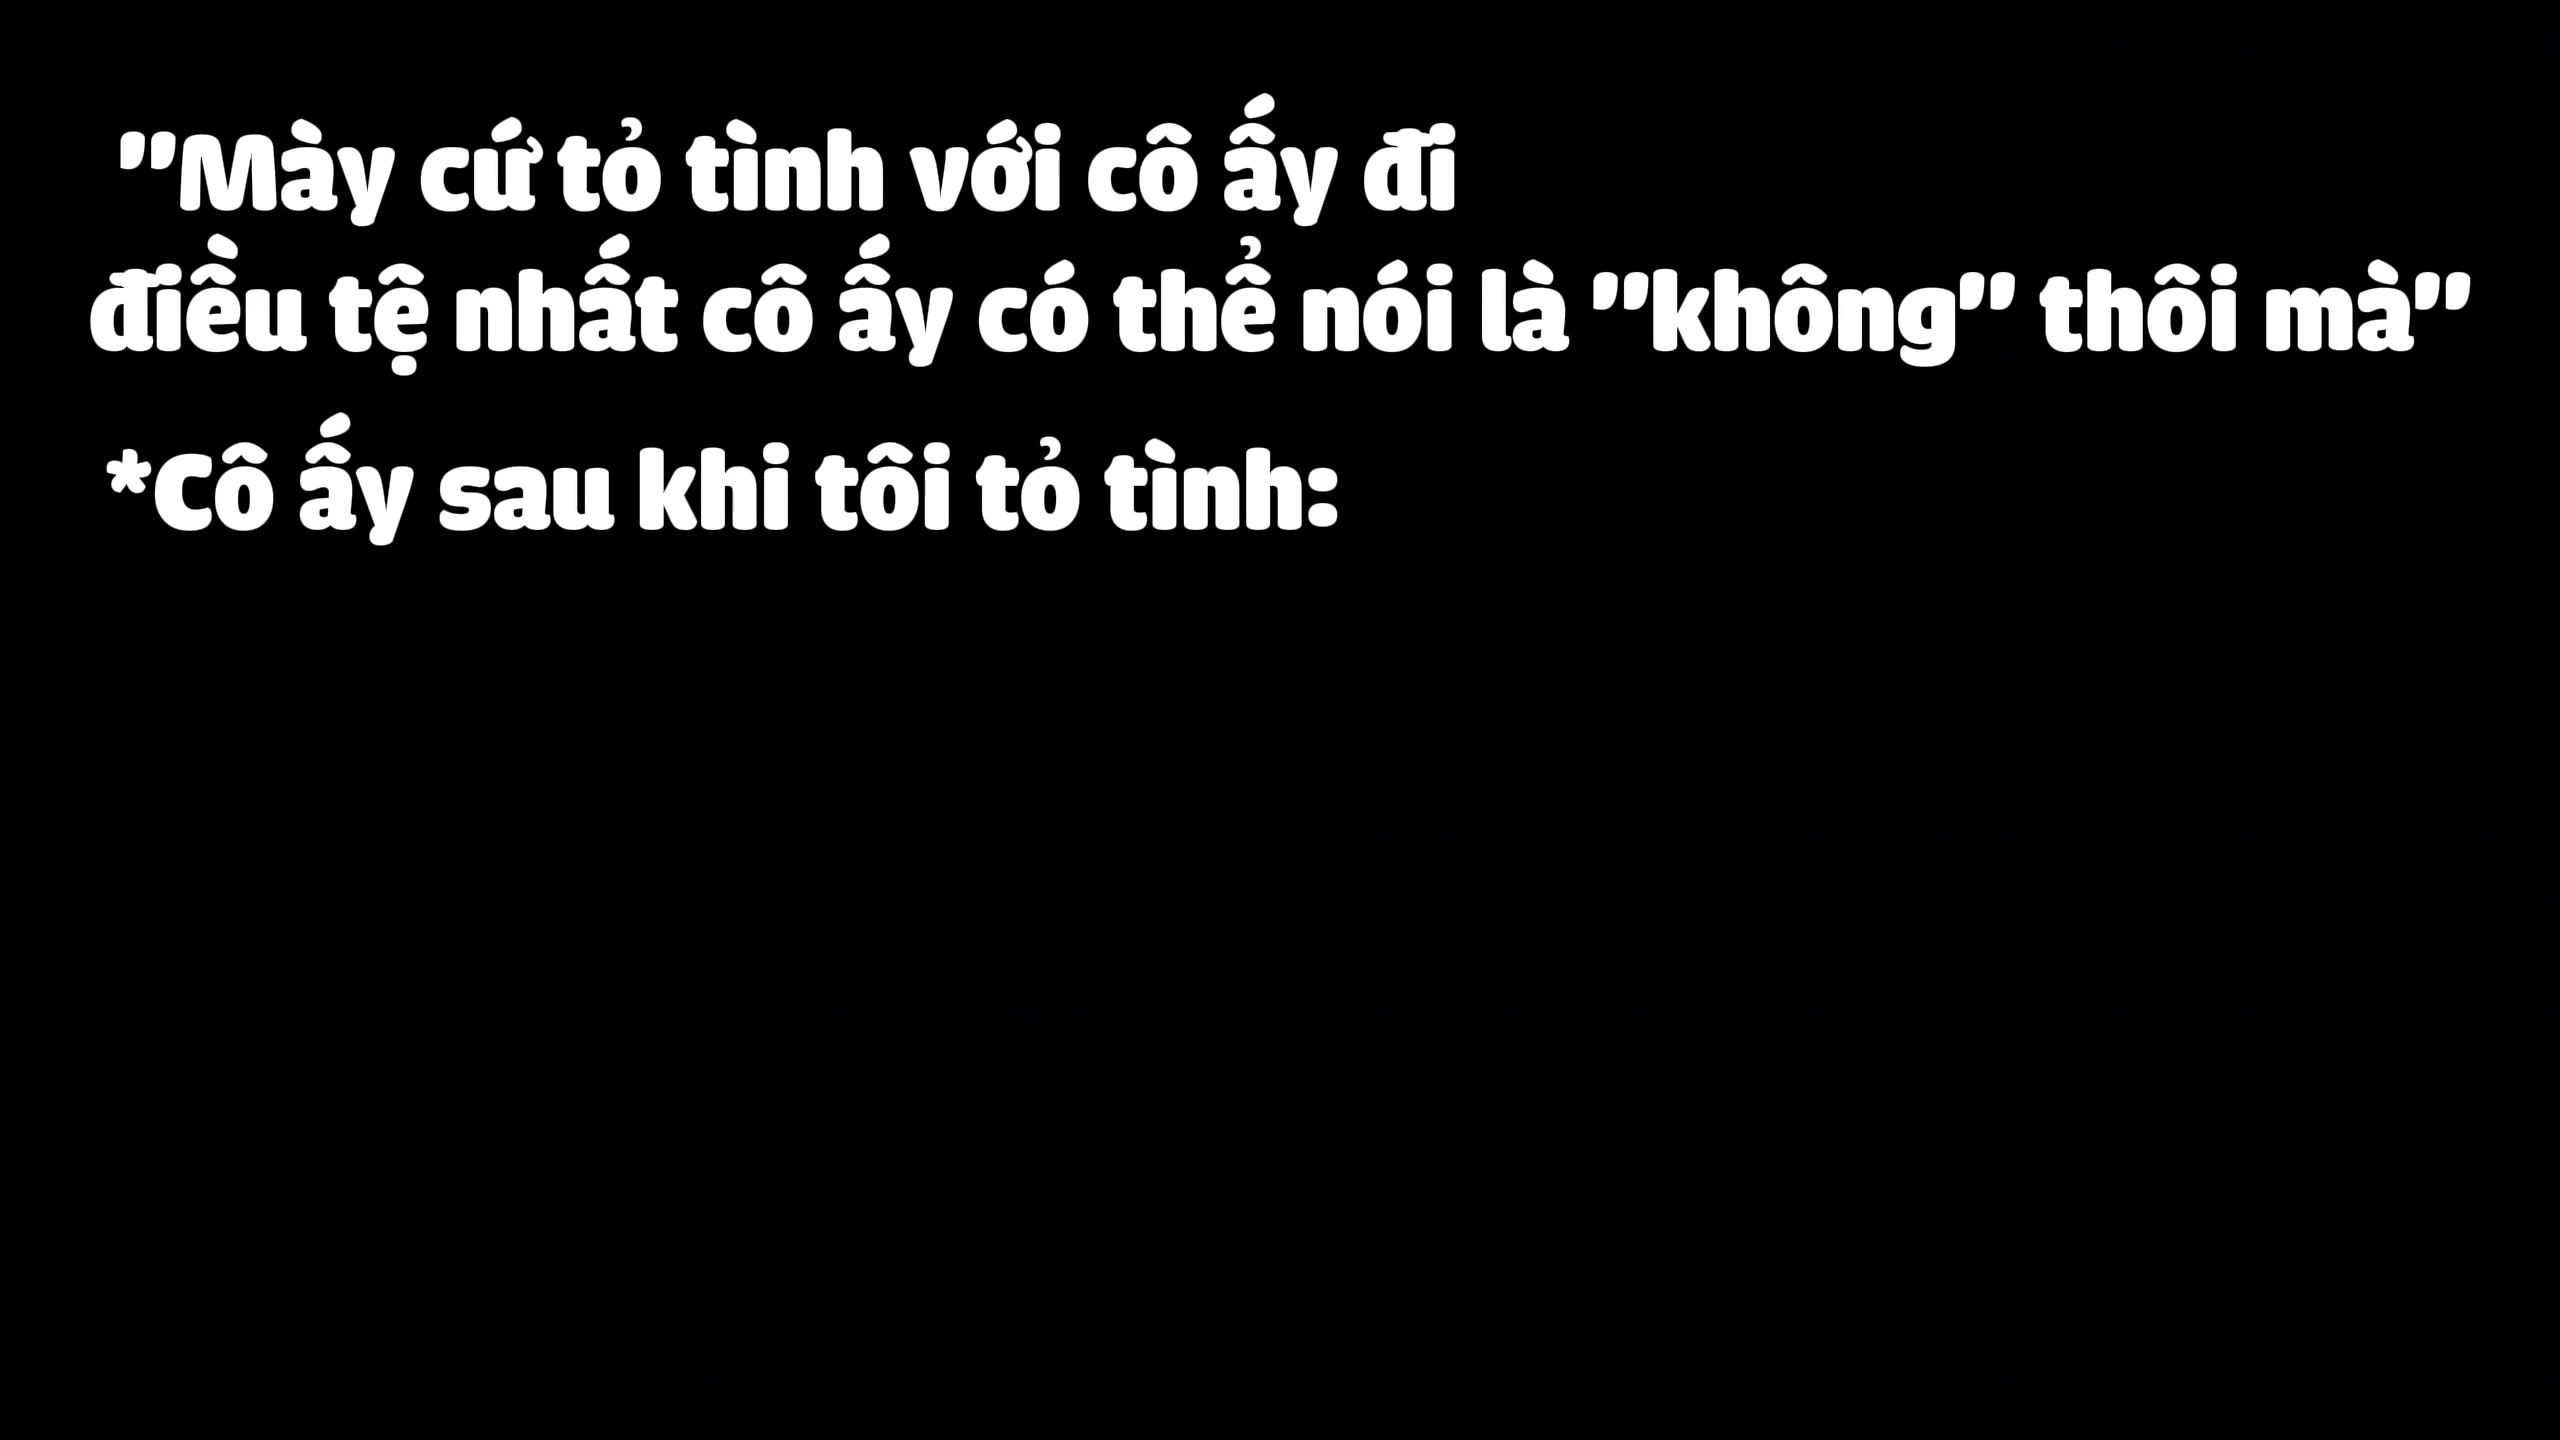 "Mày cứ tỏ tình với cô ấy đi
điều tệ nhất cô ấy có thể nói là "không" thôi mà"
*Cô ấy sau khi tôi tỏ tình: